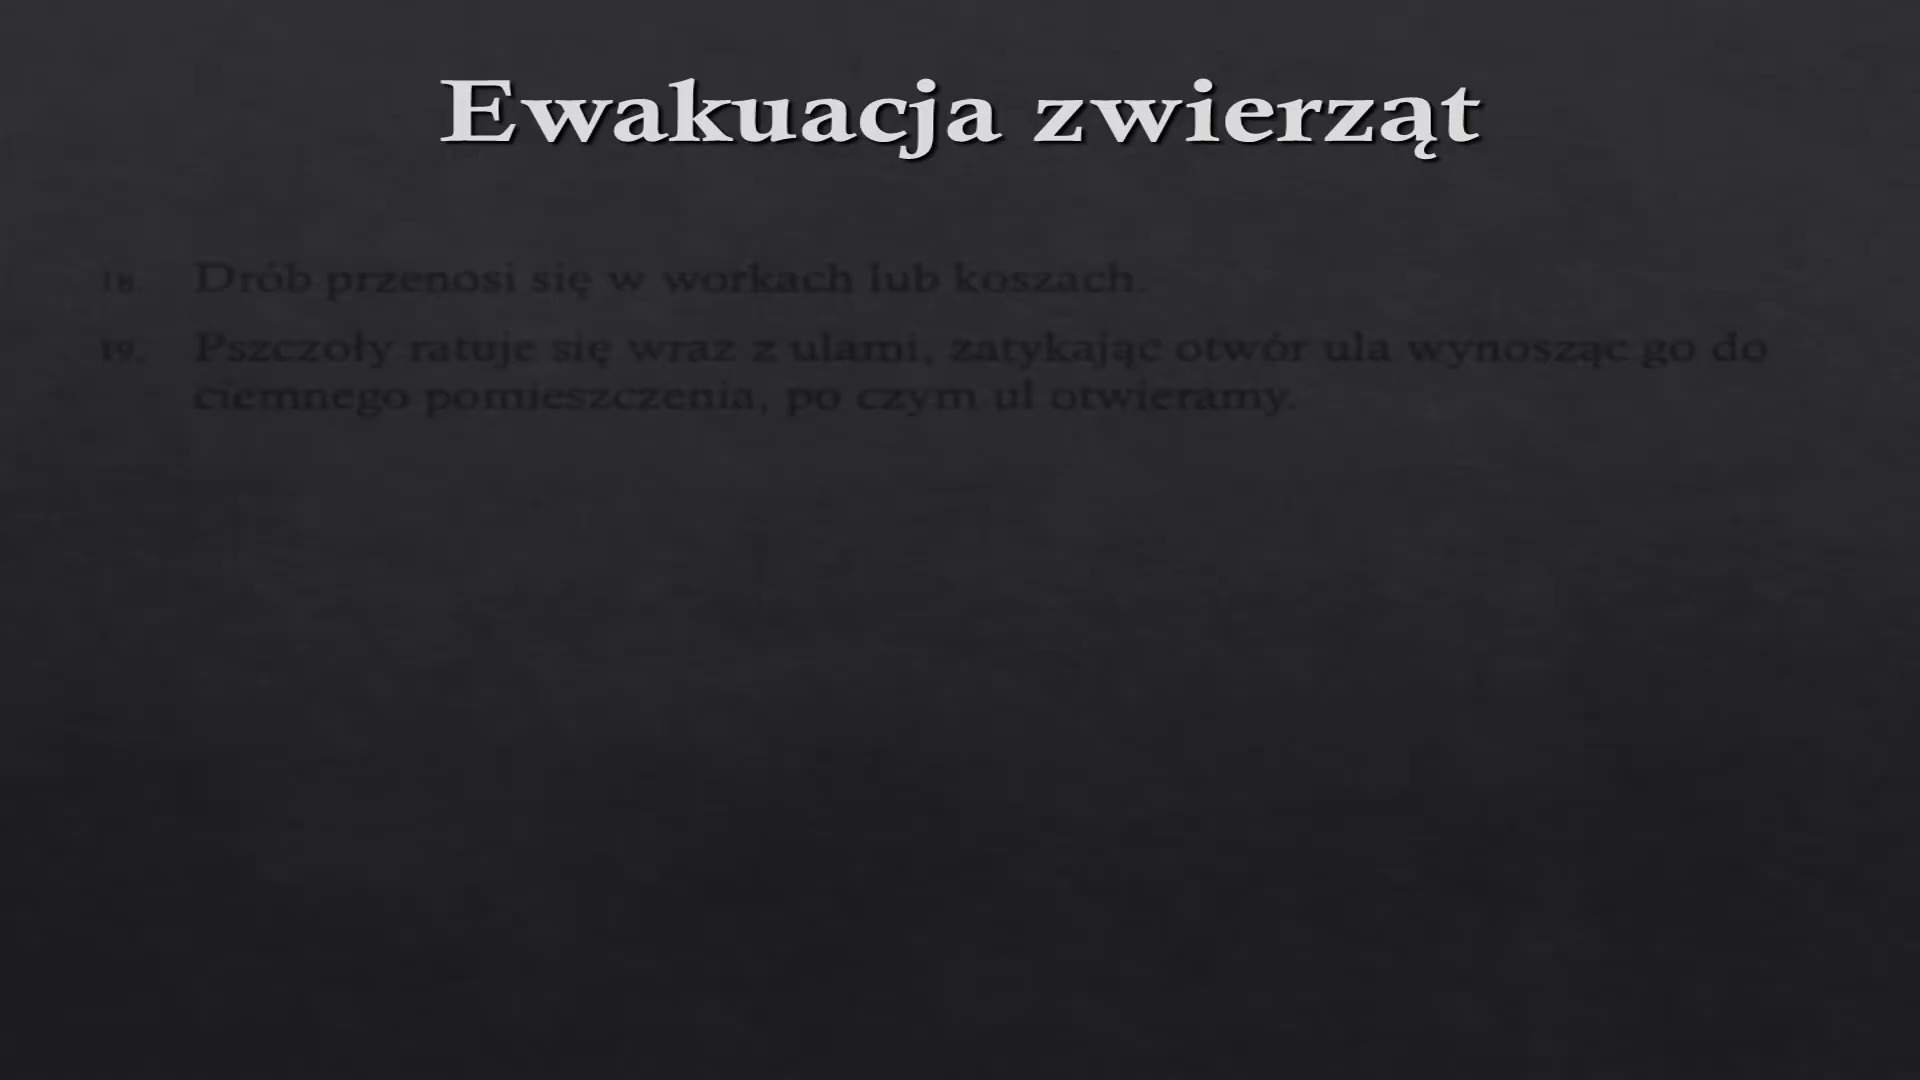 Ewakuacja zwierząt
18. Drób przenosi się w workach lub koszach.
19. Pszczoły ratuje się wraz z ulami, zatykając otwór ula wynosząc go do
ciemnego pomieszczenia, po czym ul otwieramy.